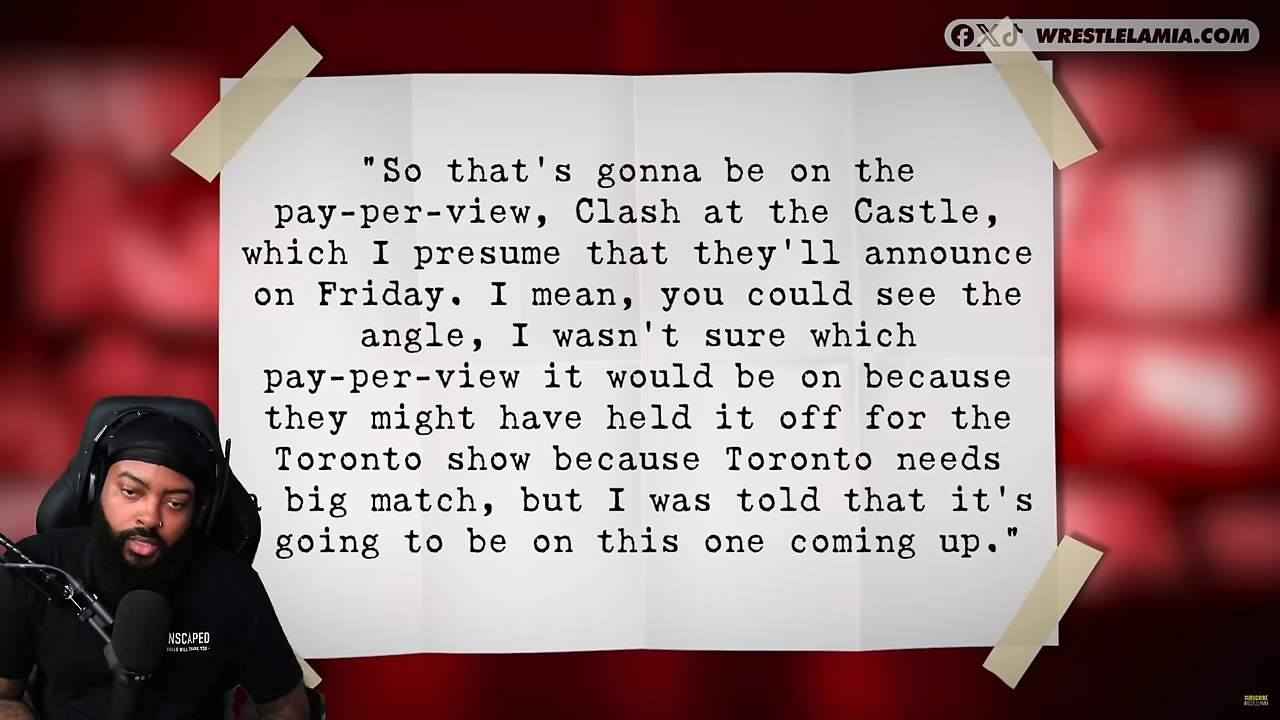 WRESTLELAMIA.COM
"So that's gonna be on the
pay-per-view, Clash at the Castle,
which I presume that they'll announce
on Friday. I mean, you could see the
angle, I wasn't sure which
pay-per-view it would be on because
they might have held it off for the
Toronto show because Toronto needs
a big match, but I was told that it's
going to be on this one coming up."
NSCAPED
SUBSCRIBE